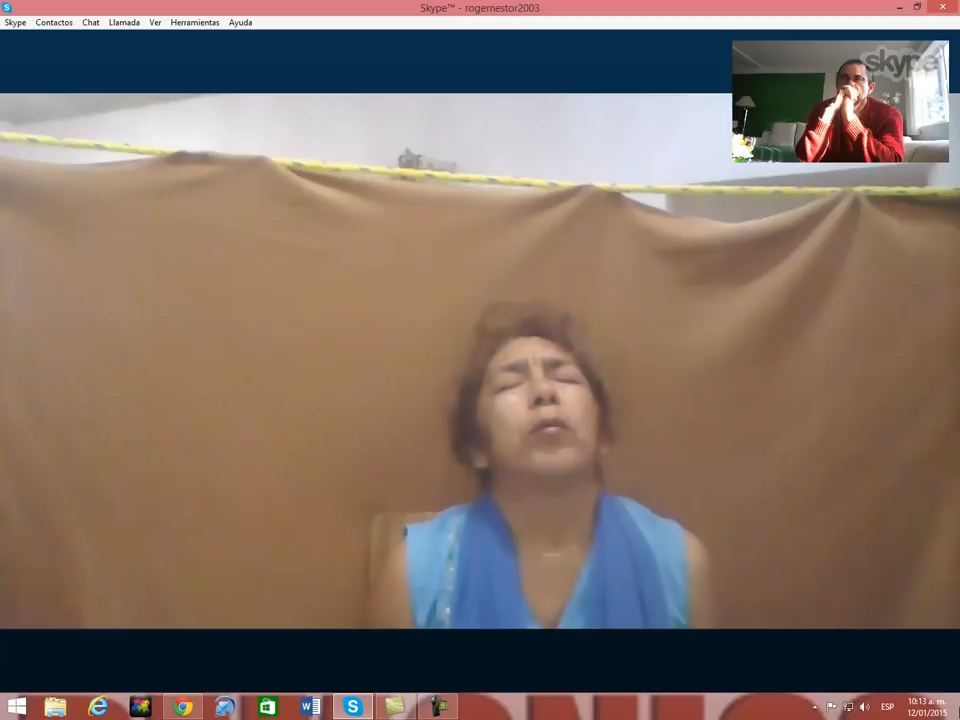 Skype™ - rogernestor2003
Skype Contactos Chat Llamada Ver Herramientas Ayuda
skype
ESP
10:13 a. m.
12/01/2015